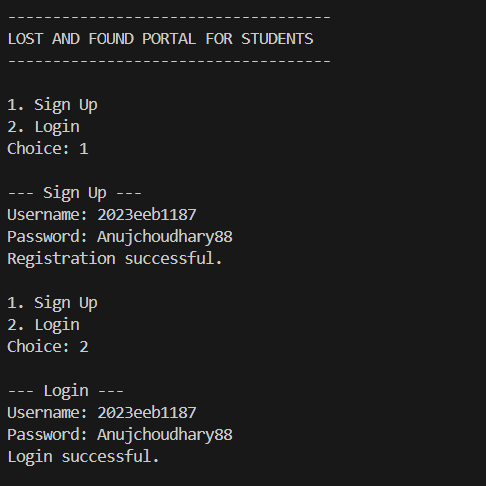 ------------------------------------
LOST AND FOUND PORTAL FOR STUDENTS
------------------------------------
1. Sign Up
2. Login
Choice: 1
--- Sign Up ---
Username: 2023eeb1187
Password: Anujchoudhary88
Registration successful.
1. Sign Up
2. Login
Choice: 2
--- Login ---
Username: 2023eeb1187
Password: Anujchoudhary88
Login successful.